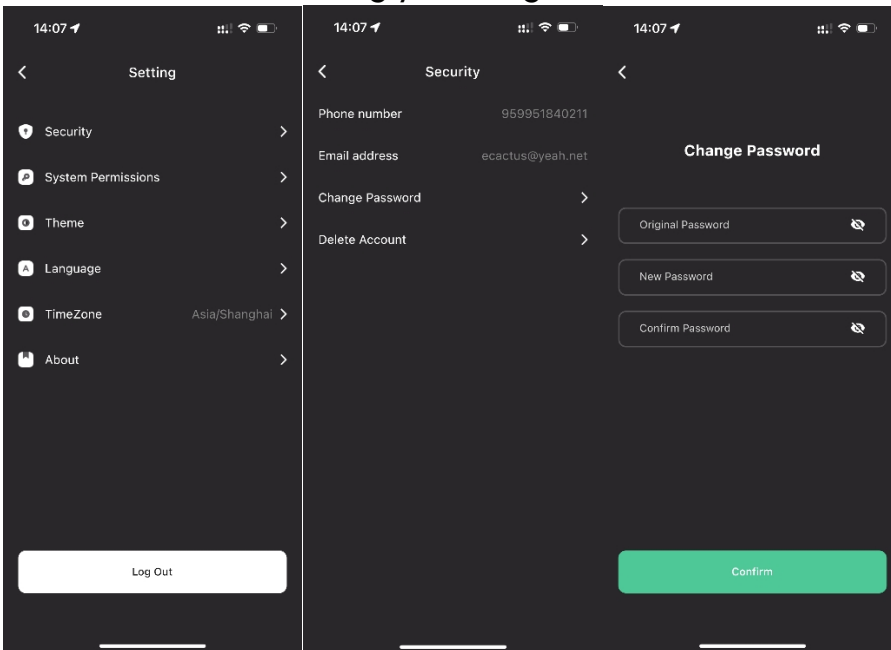 14:07
Setting
Security
System Permissions
Theme
Language
TimeZone Asia/Shanghai
About
Log Out
14:07
Security
Phone number 959951840211
Email address ecactus@yeah.net
Change Password
Delete Account
14:07
Change Password
Original Password
New Password
Confirm Password
Confirm